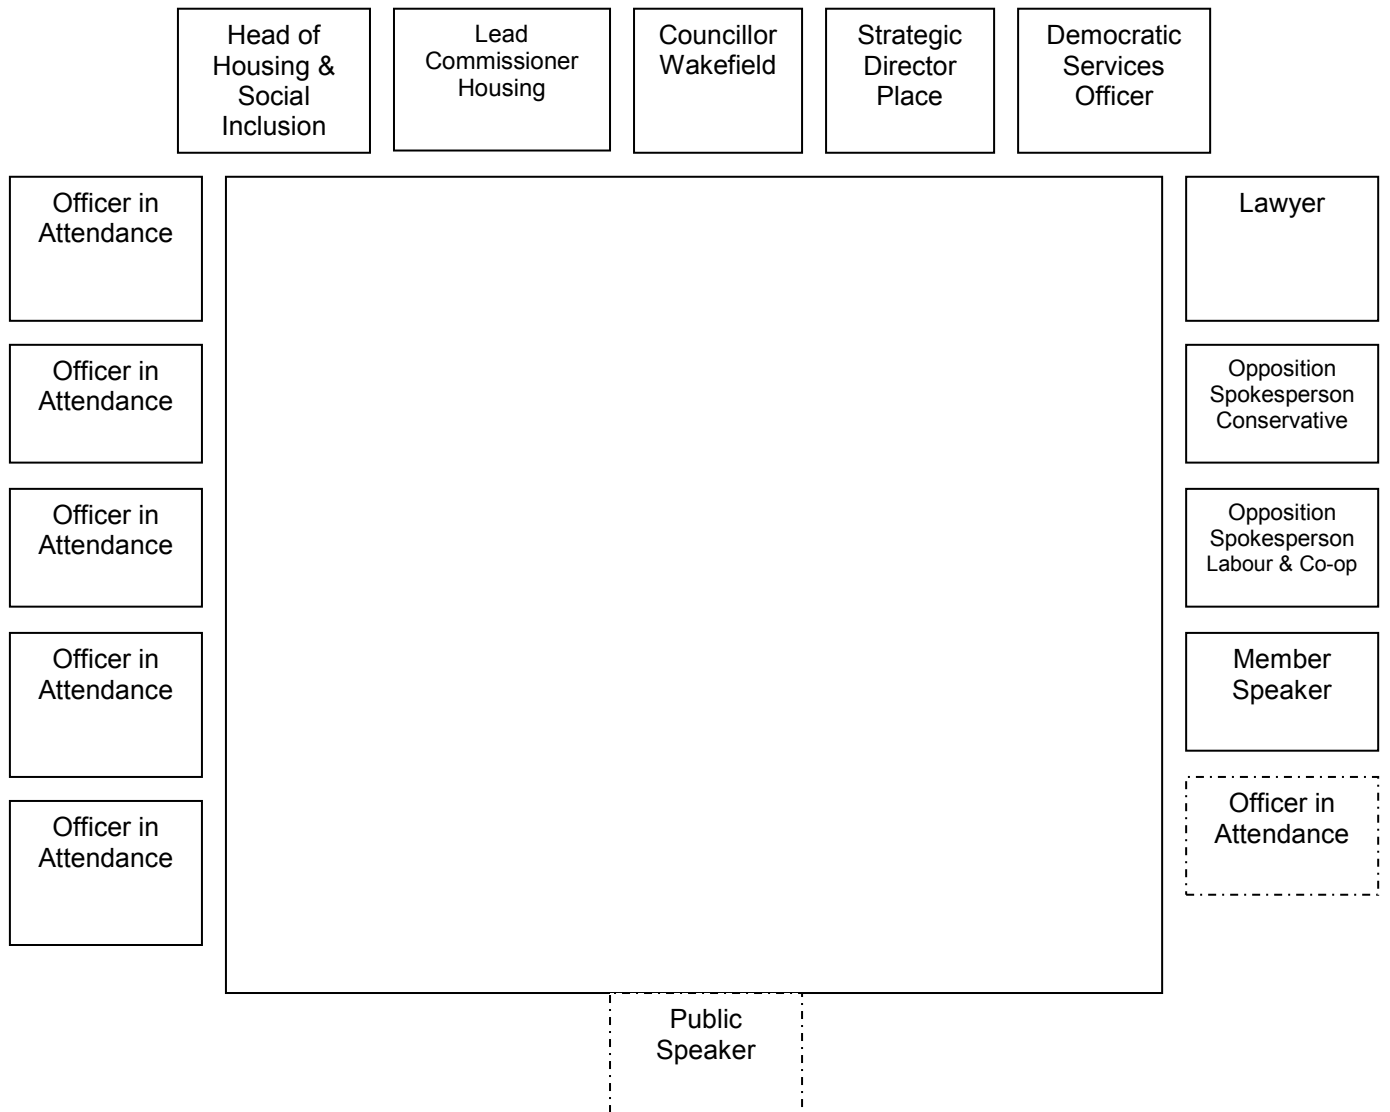 Head of
Housing &
Social
Inclusion
Lead
Commissioner
Housing
Councillor
Wakefield
Strategic
Director
Place
Democratic
Services
Officer
Officer in
Attendance
Lawyer
Officer in
Attendance
Opposition
Spokesperson
Conservative
Officer in
Attendance
Opposition
Spokesperson
Labour & Co-op
Officer in
Attendance
Member
Speaker
Officer in
Attendance
Officer in
Attendance
Public
Speaker